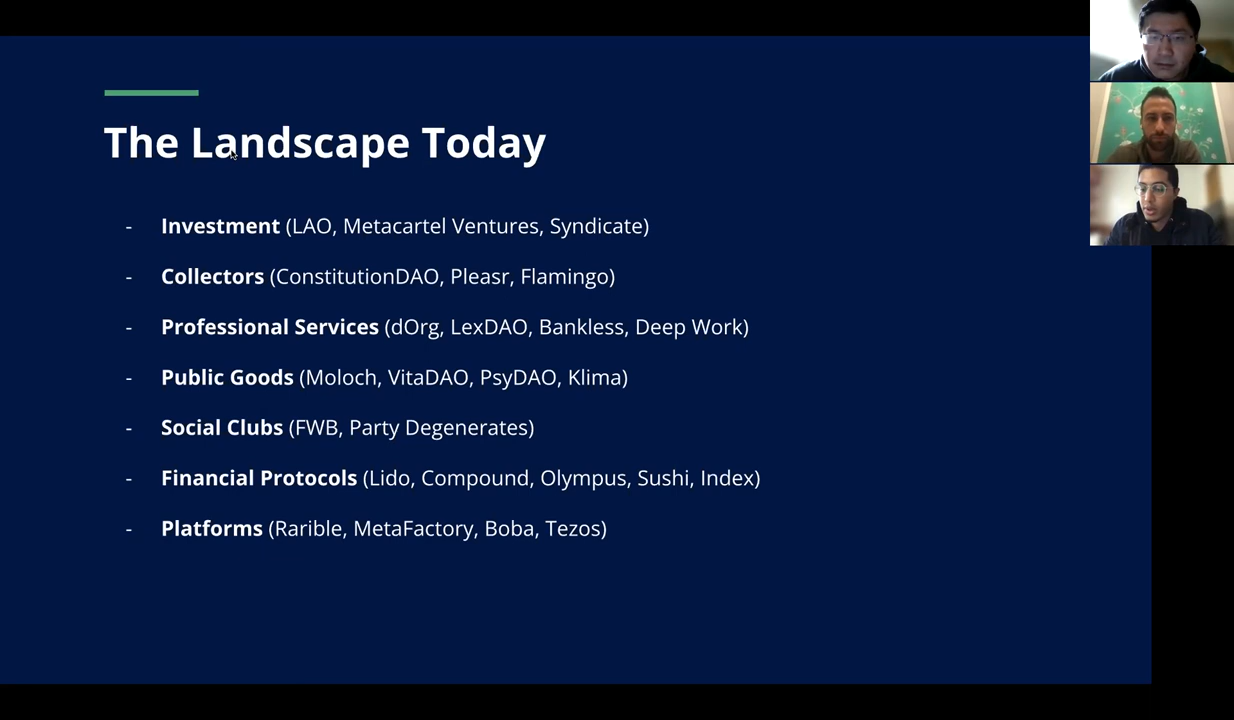 The Landscape Today
- Investment (LAO, Metacartel Ventures, Syndicate)
- Collectors (ConstitutionDAO, Pleasr, Flamingo)
- Professional Services (dOrg, LexDAO, Bankless, Deep Work)
- Public Goods (Moloch, VitaDAO, PsyDAO, Klima)
- Social Clubs (FWB, Party Degenerates)
- Financial Protocols (Lido, Compound, Olympus, Sushi, Index)
- Platforms (Rarible, MetaFactory, Boba, Tezos)